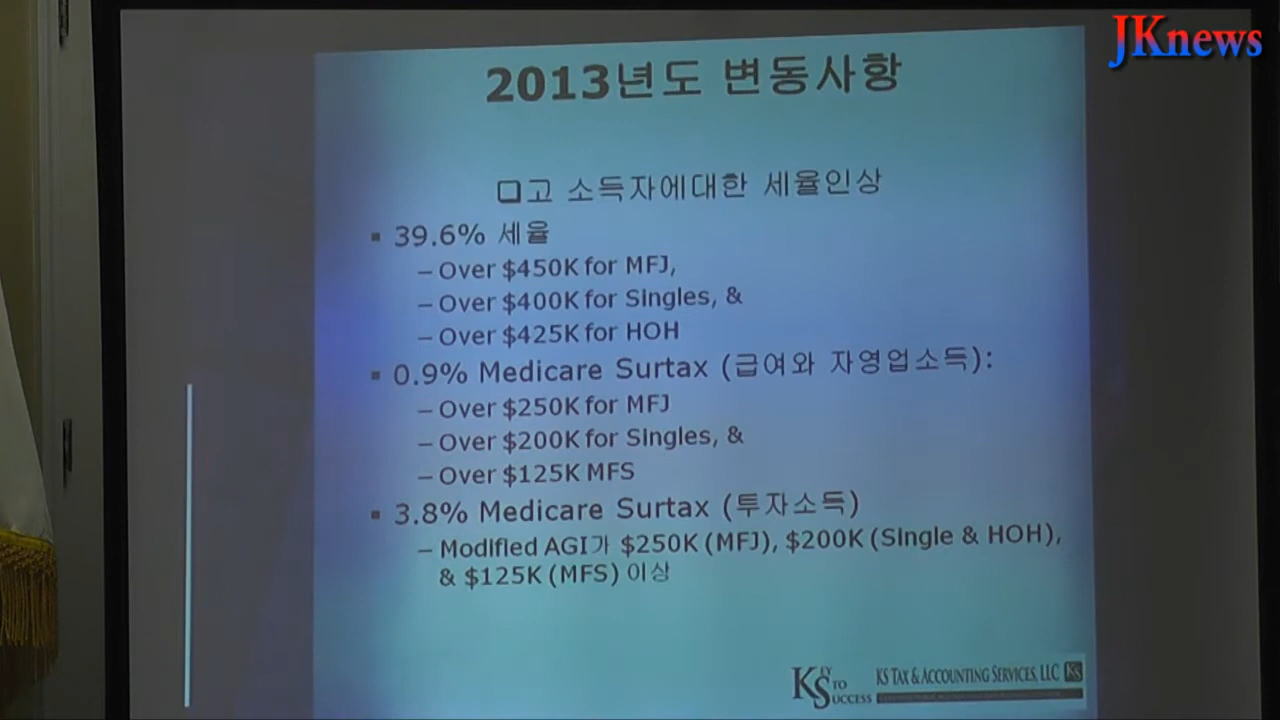 JKnews
2013년도 변동사항
❑고 소득자에대한 세율인상
▪ 39.6% 세율
– Over $450K for MFJ,
– Over $400K for Singles, &
– Over $425K for HOH
▪ 0.9% Medicare Surtax (급여와 자영업소득):
– Over $250K for MFJ
– Over $200K for Singles, &
– Over $125K MFS
▪ 3.8% Medicare Surtax (투자소득)
– Modified AGI가 $250K (MFJ), $200K (Single & HOH),
& $125K (MFS) 이상
KEY TO SUCCESS
KS TAX & ACCOUNTING SERVICES, LLC KS